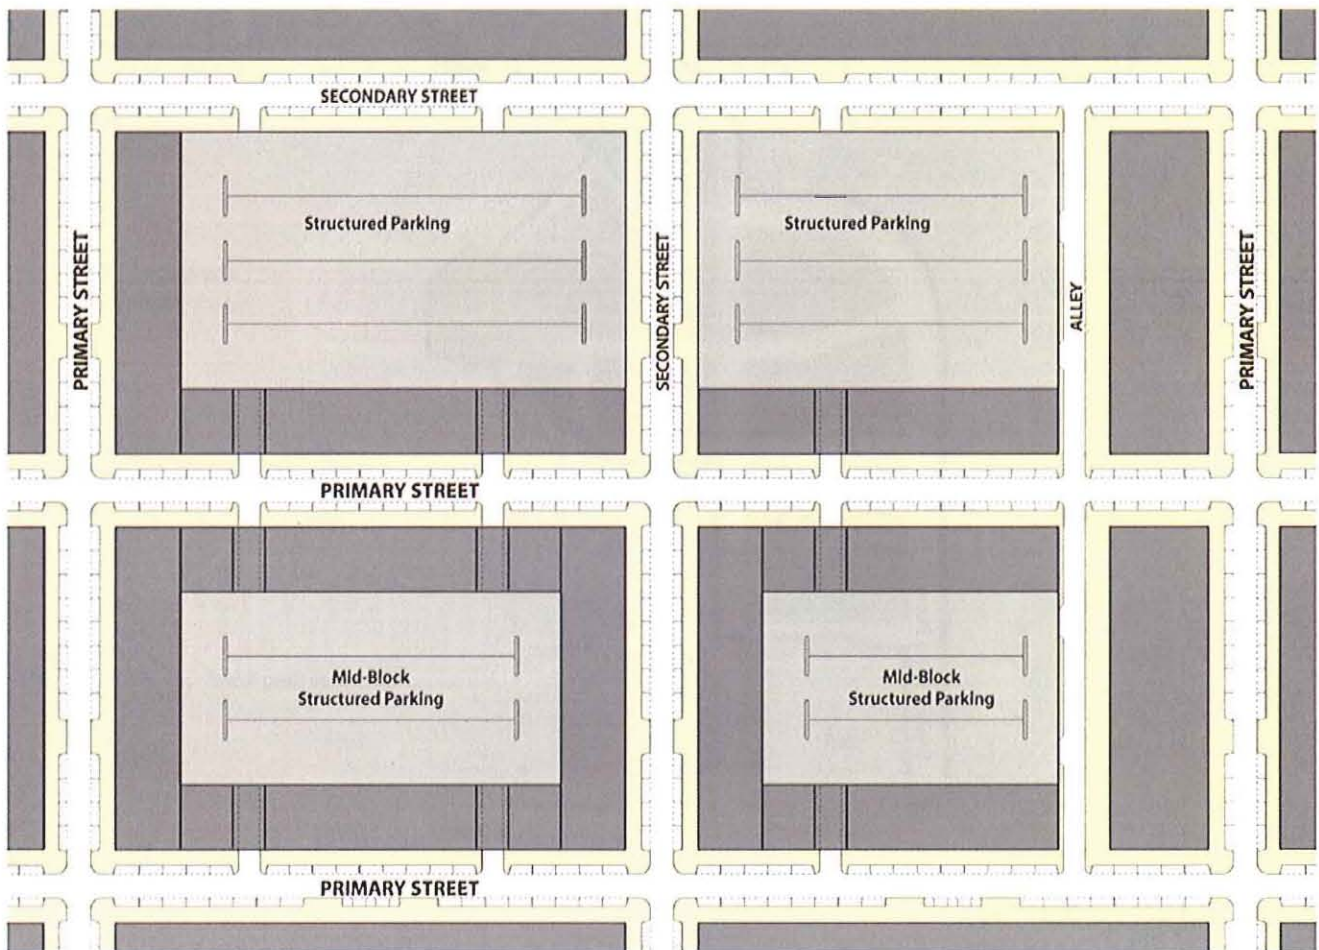 SECONDARY STREET
Structured Parking
Structured Parking
PRIMARY STREET
SECONDARY STREET
ALLEY
PRIMARY STREET
PRIMARY STREET
Mid-Block
Structured Parking
Mid-Block
Structured Parking
PRIMARY STREET